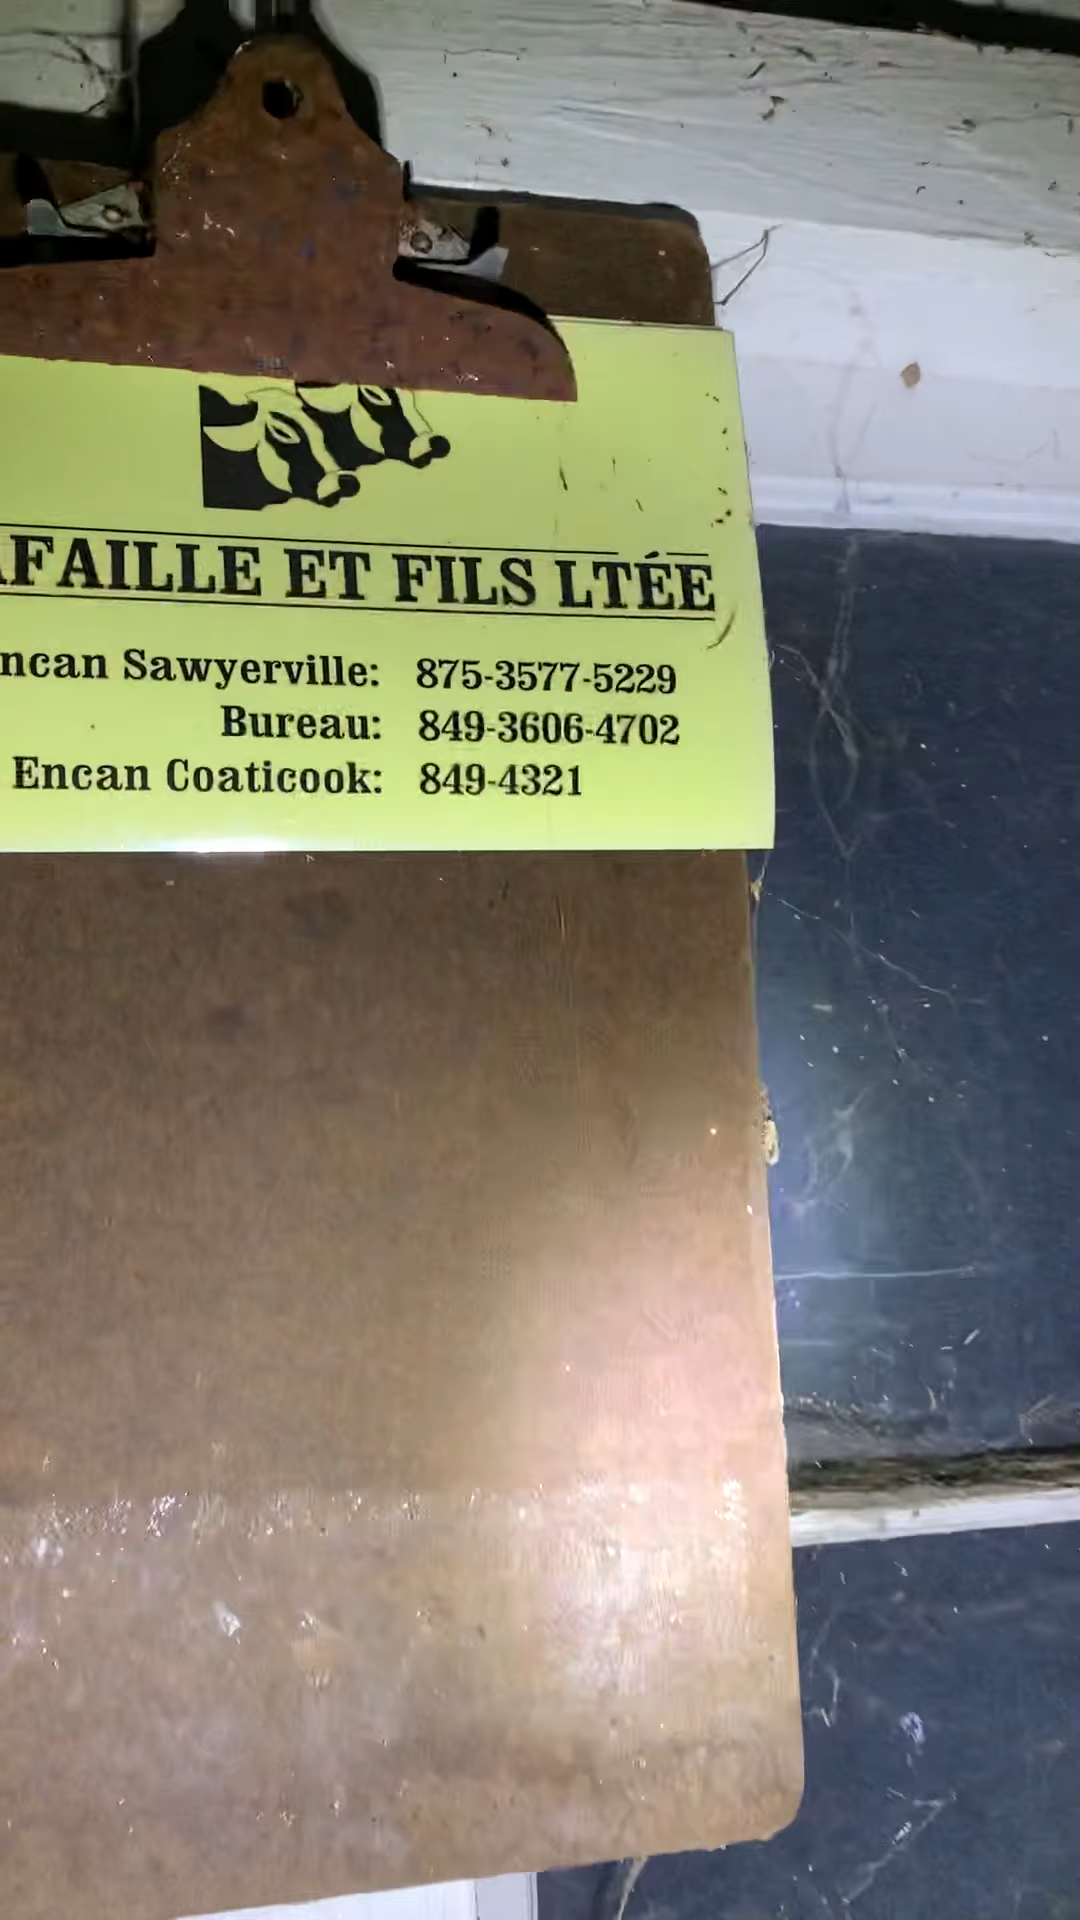 AFAILLE ET FILS LTÉE
ncan Sawyerville: 875-3577-5229
Bureau: 849-3606-4702
Encan Coaticook: 849-4321